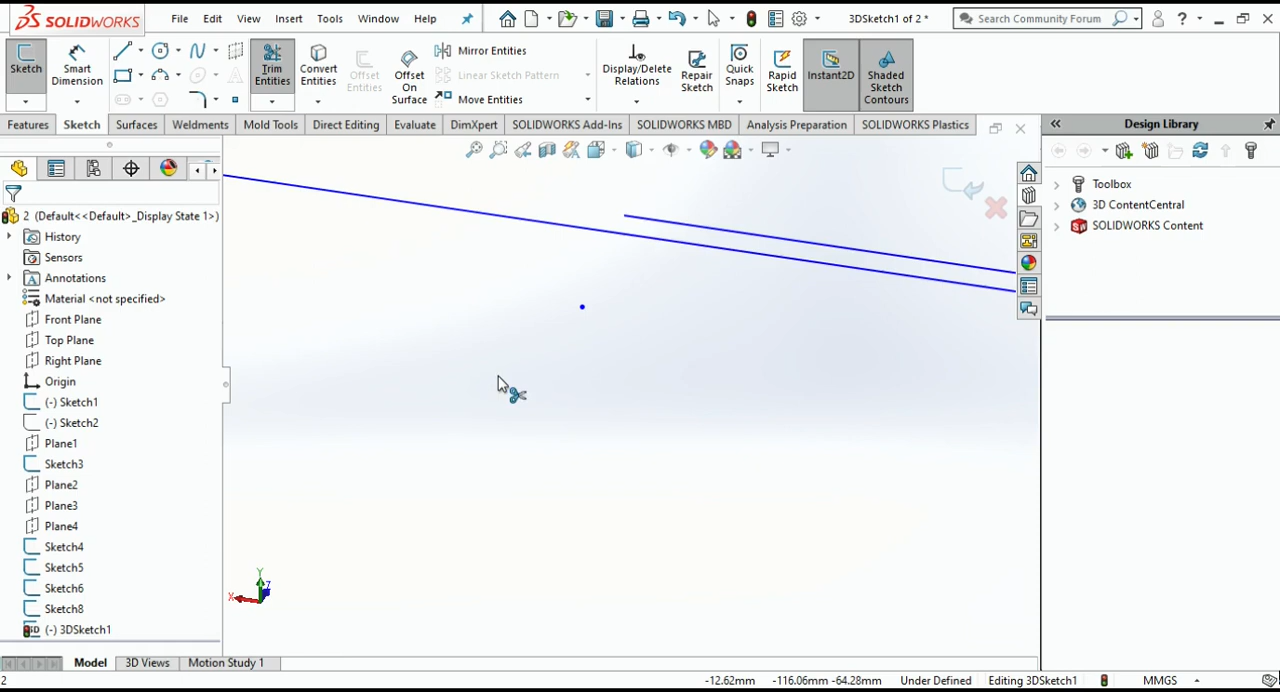 SOLIDWORKS
File Edit View Insert Tools Window Help
3DSketch1 of 2 *
Search Community Forum
?
Sketch
Smart Dimension
Trim Entities
Convert Entities
Offset Entities
Offset On Surface
Mirror Entities
Linear Sketch Pattern
Move Entities
Display/Delete Relations
Repair Sketch
Quick Snaps
Rapid Sketch
Instant2D
Shaded Sketch Contours
Features Sketch Surfaces Weldments Mold Tools Direct Editing Evaluate DimXpert SOLIDWORKS Add-Ins SOLIDWORKS MBD Analysis Preparation SOLIDWORKS Plastics
Design Library
Toolbox
3D ContentCentral
SOLIDWORKS Content
2 (Default<<Default>_Display State 1>)
History
Sensors
Annotations
Material <not specified>
Front Plane
Top Plane
Right Plane
Origin
(-) Sketch1
(-) Sketch2
Plane1
Sketch3
Plane2
Plane3
Plane4
Sketch4
Sketch5
Sketch6
Sketch8
(-) 3DSketch1
Y
X
Z
Model 3D Views Motion Study 1
2
-12.62mm -116.06mm -64.28mm Under Defined Editing 3DSketch1 MMGS